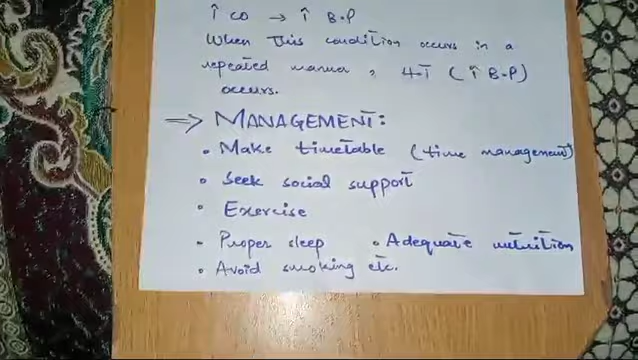 ↑ CO → ↑ B.P
When this condition occurs in a
repeated manner, H.T (↑ B.P)
occurs.
⇒ MANAGEMENT:
• Make timetable (time management)
• Seek social support
• Exercise
• Proper sleep • Adequate nutrition
• Avoid smoking etc.